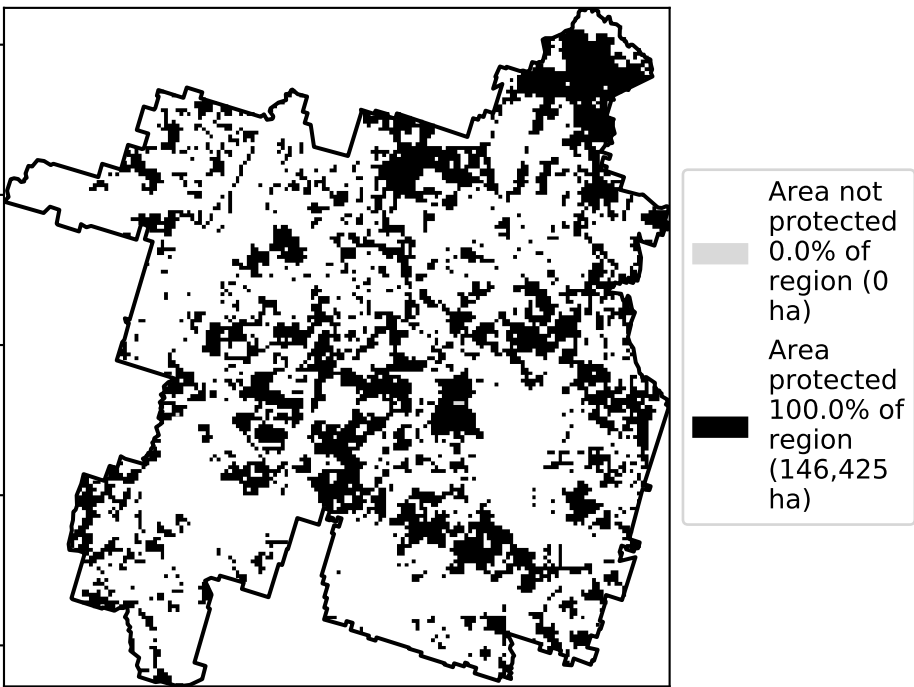 Area not
protected
0.0% of
region (0
ha)
Area
protected
100.0% of
region
(146,425
ha)